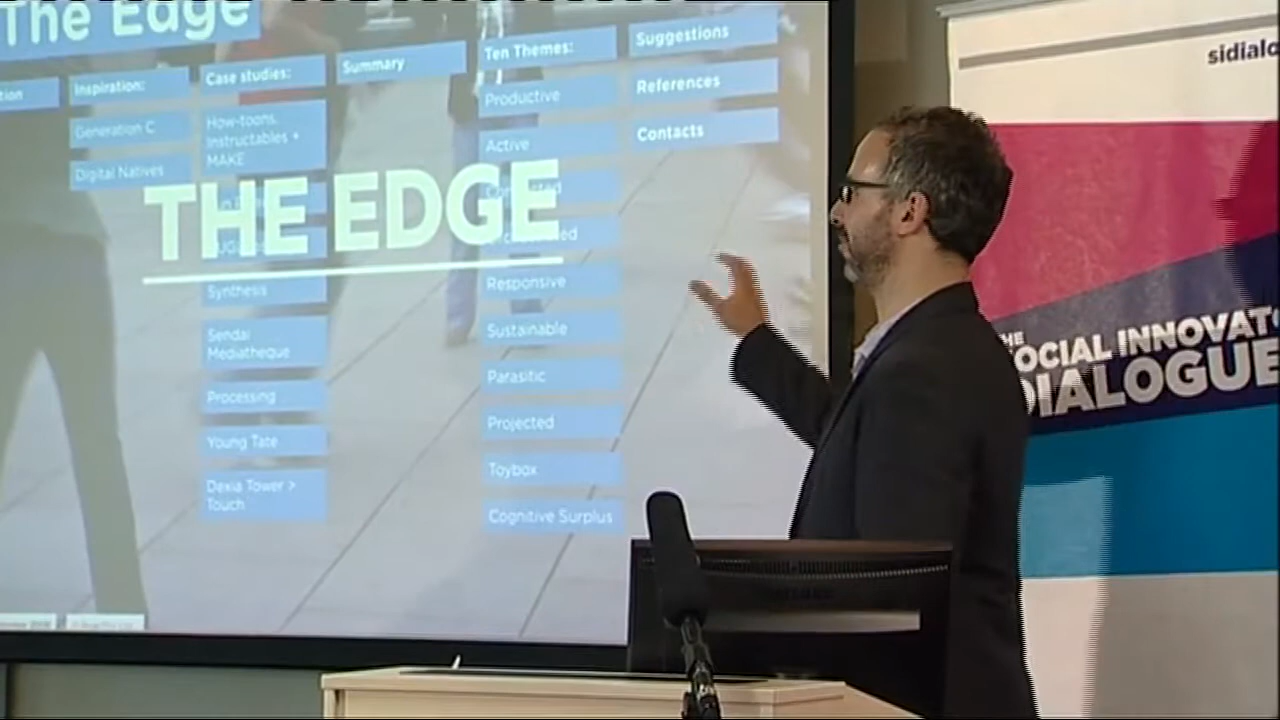 The Edge
Inspiration:
Generation C
Digital Natives
Case studies:
How-toons,
Instructables +
MAKE
Synthesis
Sendai
Mediatheque
Processing
Young Tate
Dexia Tower >
Touch
Summary
Ten Themes:
Productive
Active
Responsive
Sustainable
Parasitic
Projected
Toybox
Cognitive Surplus
Suggestions
References
Contacts
THE EDGE
sidialo
THE
SOCIAL INNOVATO
DIALOGUE